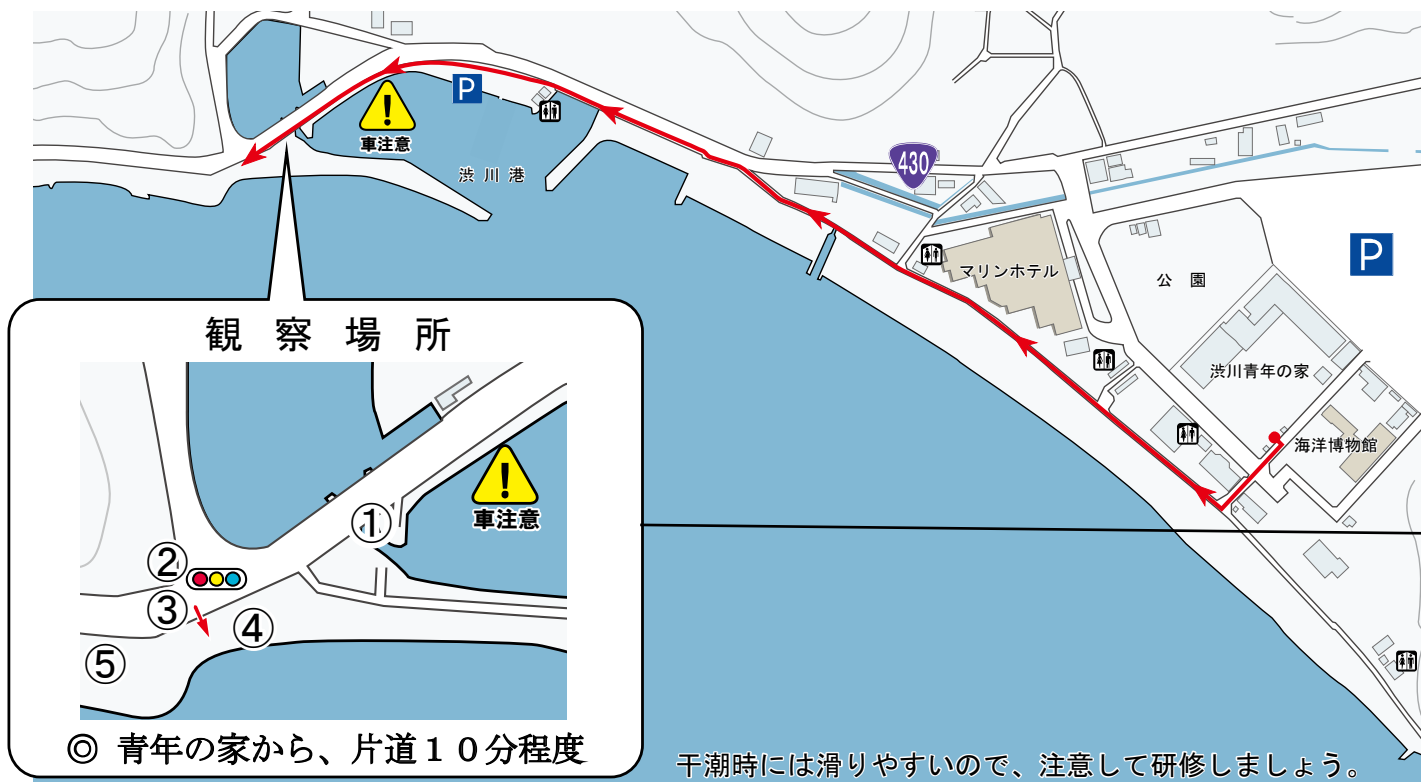 P
車注意
渋川港
430
P
マリンホテル
公 園
渋川青年の家
海洋博物館
観 察 場 所
車注意
①
②
③
④
⑤
◎ 青年の家から、片道１０分程度
干潮時には滑りやすいので、注意して研修しましょう。